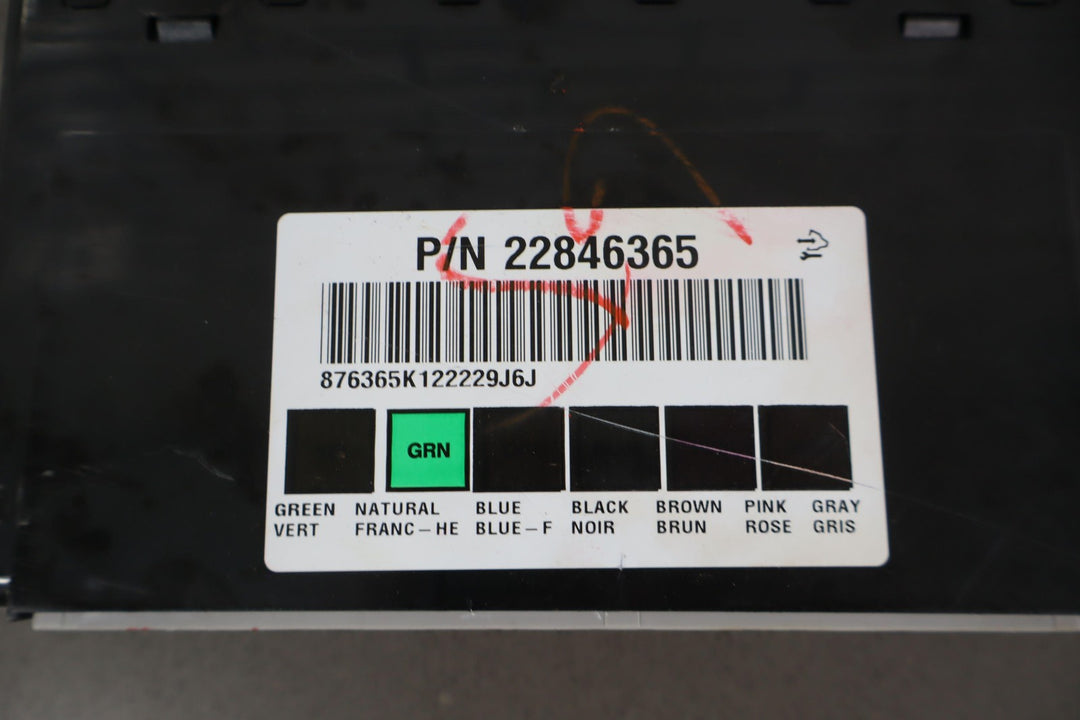 P/N 22846365
876365K122229J6J
GRN
GREEN NATURAL BLUE BLACK BROWN PINK GRAY
VERT FRANC-HE BLUE-F NOIR BRUN ROSE GRIS